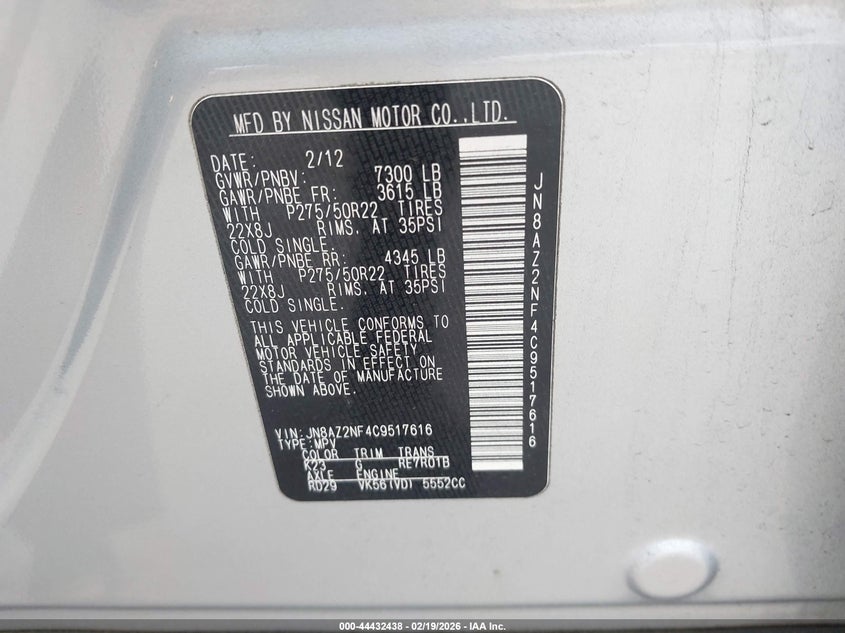 MFD BY NISSAN MOTOR CO.,LTD.
DATE: 2/12
GVWR/PNBV: 7300 LB
GAWR/PNBE FR: 3615 LB
WITH P275/50R22 TIRES
22X8J RIMS. AT 35PSI
COLD SINGLE.
GAWR/PNBE RR: 4345 LB
WITH P275/50R22 TIRES
22X8J RIMS. AT 35PSI
COLD SINGLE.
THIS VEHICLE CONFORMS TO
ALL APPLICABLE FEDERAL
MOTOR VEHICLE SAFETY
STANDARDS IN EFFECT ON
THE DATE OF MANUFACTURE
SHOWN ABOVE.
VIN:JN8AZ2NF4C9517616
TYPE:MPV
COLOR TRIM TRANS
K23 G RE7R01B
AXLE ENGINE
RD29 VK56(VD) 5552CC
JN8AZ2NF4C9517616
000-44432438 - 02/19/2026 - IAA Inc.